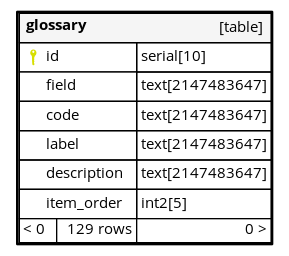 glossary [table]
id serial[10]
field text[2147483647]
code text[2147483647]
label text[2147483647]
description text[2147483647]
item_order int2[5]
< 0 129 rows 0 >